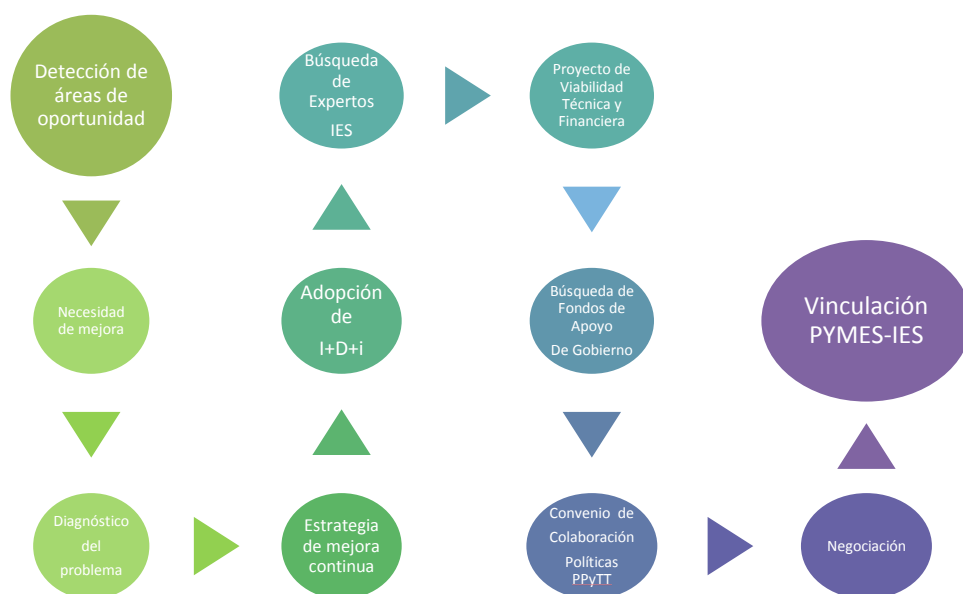 Detección de
áreas de
oportunidad
Necesidad
de mejora
Diagnóstico
del
problema
Estrategia
de mejora
continua
Adopción
de
I+D+i
Búsqueda
de
Expertos
IES
Proyecto de
Viabilidad
Técnica y
Financiera
Búsqueda de
Fondos de
Apoyo
De Gobierno
Convenio de
Colaboración
Políticas
PPyTT
Negociación
Vinculación
PYMES-IES